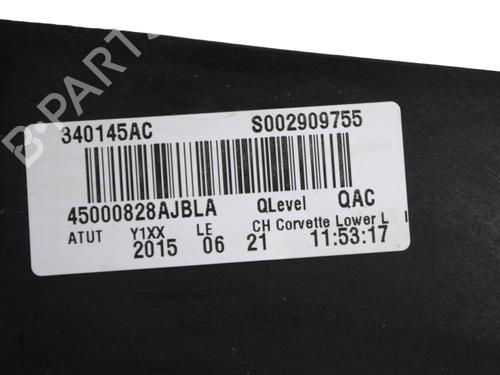 B-PARTS
340145AC S002909755
45000828AJBLA QLevel QAC
ATUT Y1XX LE CH Corvette Lower L I
2015 06 21 11:53:17